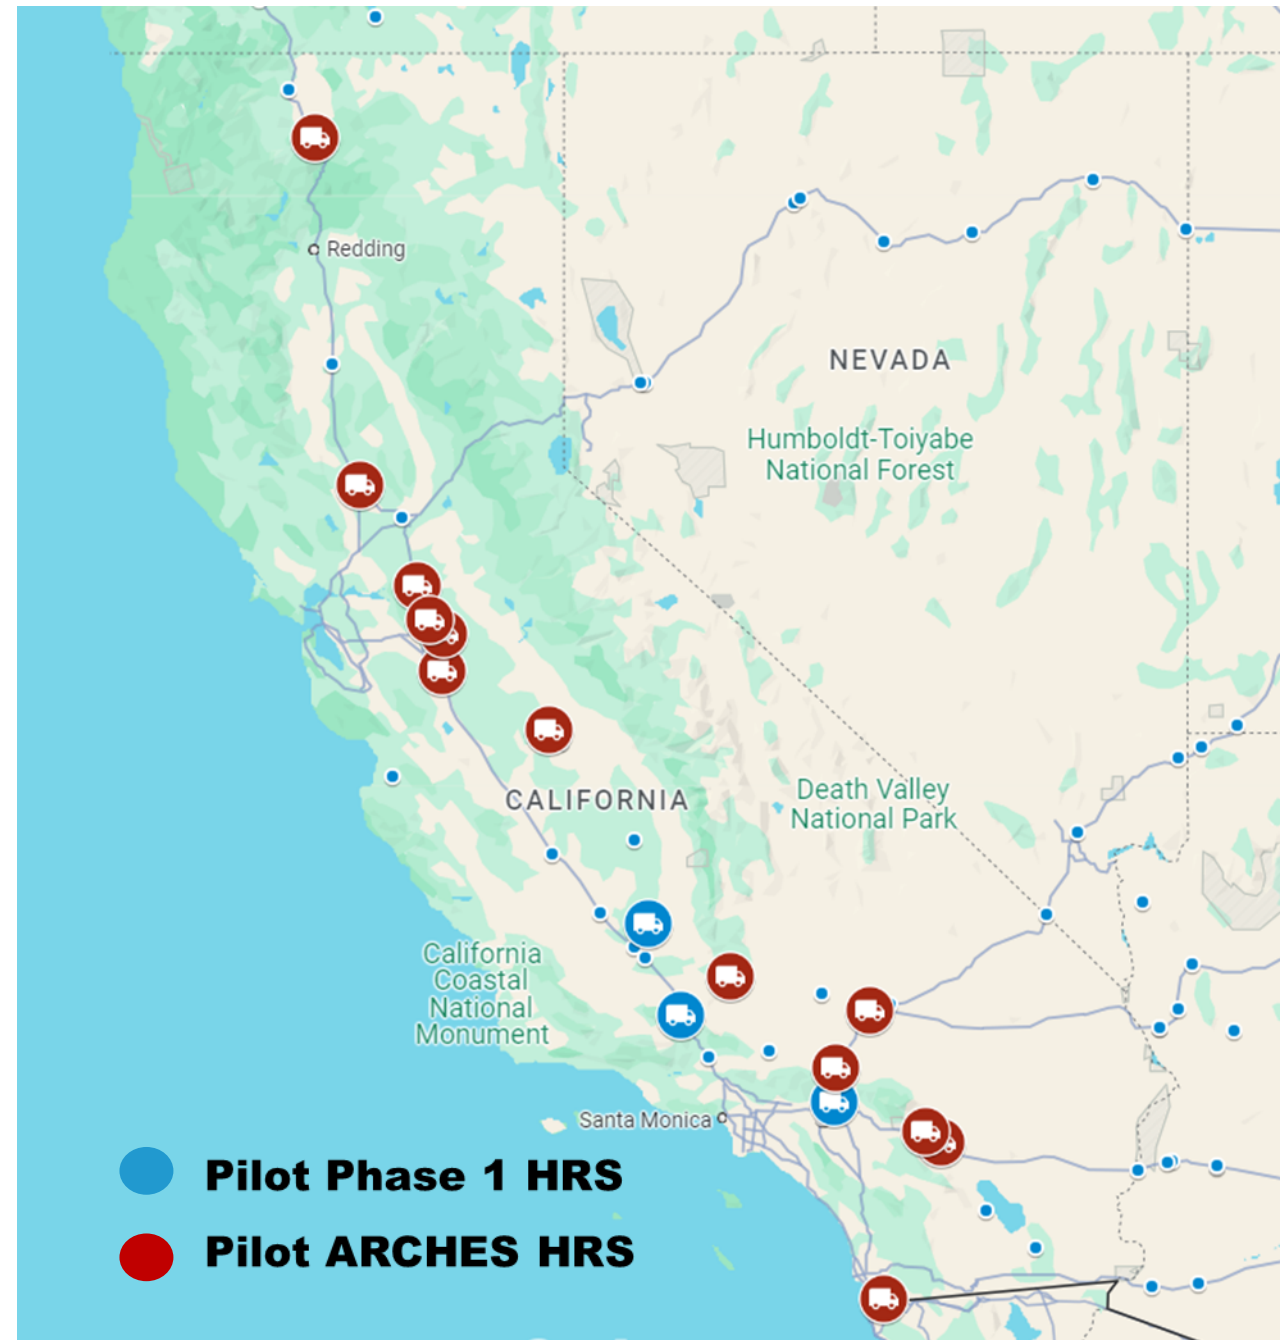 Redding
NEVADA
Humboldt-Toiyabe
National Forest
CALIFORNIA
Death Valley
National Park
California
Coastal
National
Monument
Santa Monica
Pilot Phase 1 HRS
Pilot ARCHES HRS